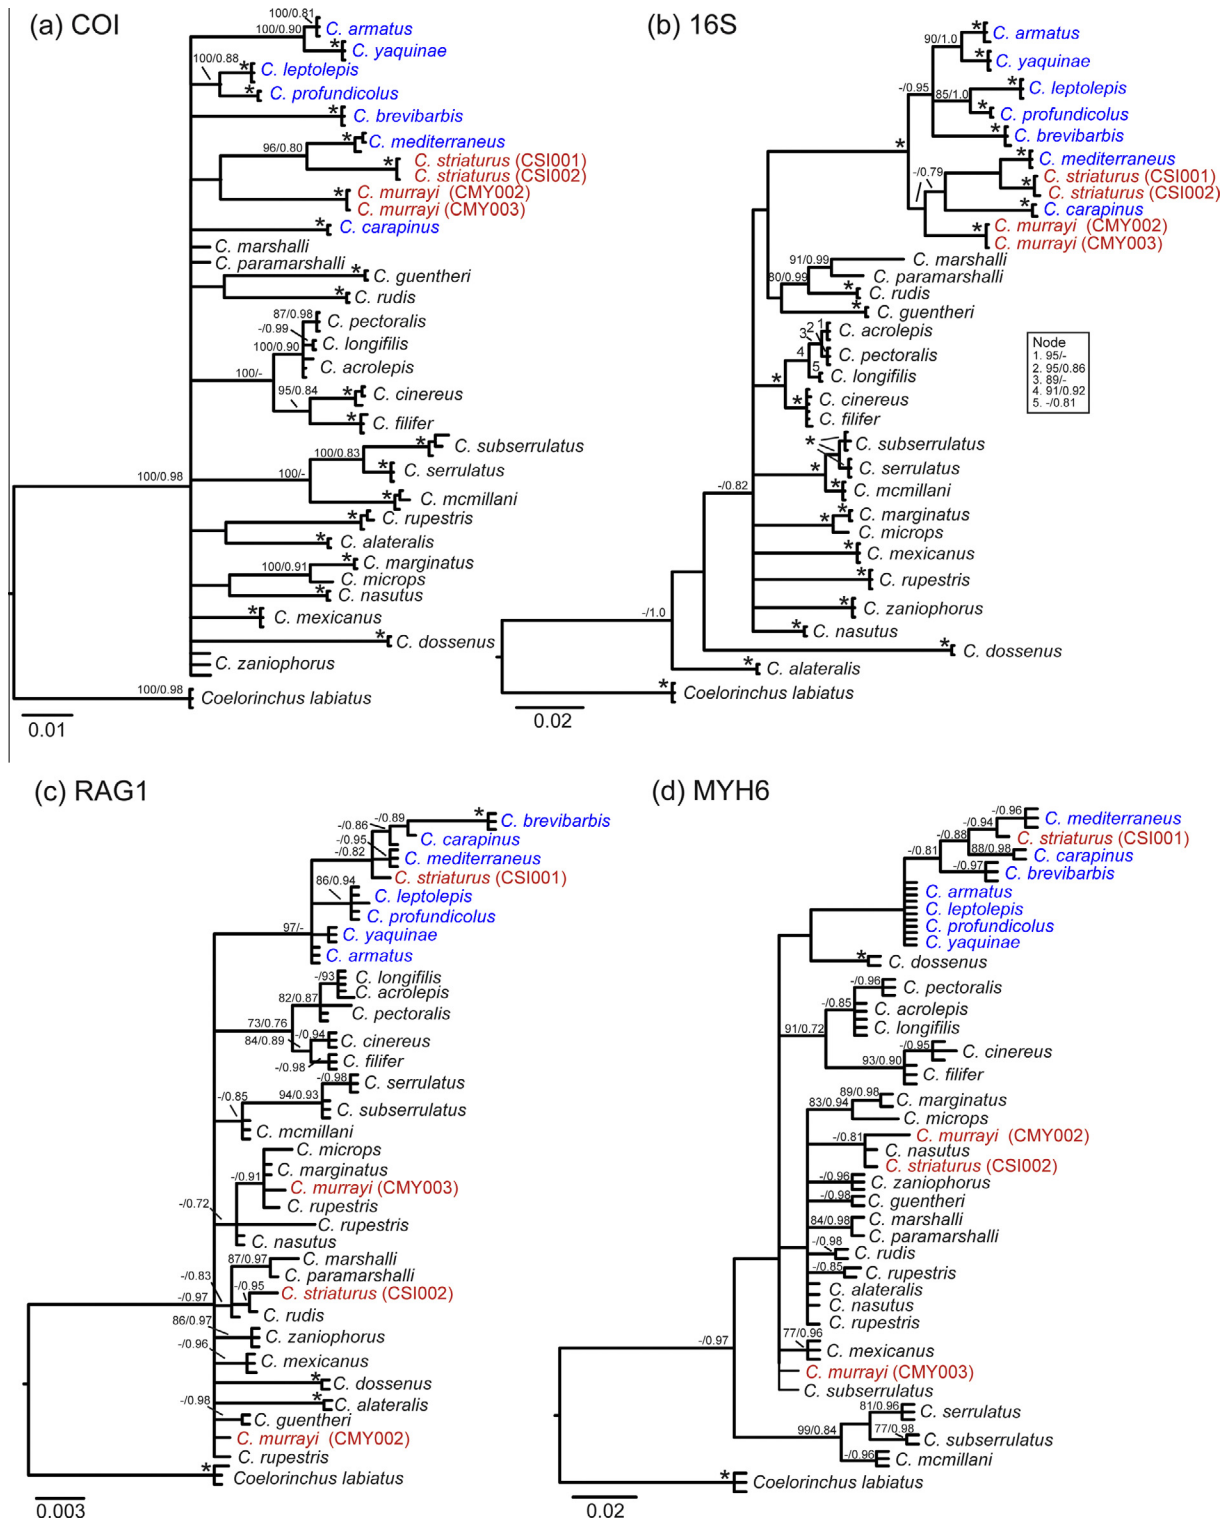 (a) COI
100/0.81
100/0.90
C. armatus
* C. yaquinae
100/0.88
* C. leptolepis
* C. profundicolus
* C. brevibarbis
* C. mediterraneus
96/0.80
* C. striaturus (CSI001)
C. striaturus (CSI002)
* C. murrayi (CMY002)
C. murrayi (CMY003)
* C. carapinus
C. marshalli
C. paramarshalli
* C. guentheri
* C. rudis
87/0.98
C. pectoralis
-/0.99
C. longifilis
100/0.90
C. acrolepis
100/-
95/0.84
* C. cinereus
* C. filifer
* C. subserrulatus
100/0.83
* C. serrulatus
100/-
100/0.98
* C. mcmillani
* C. rupestris
* C. alateralis
* C. marginatus
100/0.91
C. microps
* C. nasutus
* C. mexicanus
* C. dossenus
C. zaniophorus
100/0.98
Coelorinchus labiatus
0.01
(b) 16S
90/1.0
* C. armatus
* C. yaquinae
-/0.95
85/1.0
* C. leptolepis
* C. profundicolus
* C. brevibarbis
*
* C. mediterraneus
-/0.79
* C. striaturus (CSI001)
C. striaturus (CSI002)
* C. carapinus
* C. murrayi (CMY002)
C. murrayi (CMY003)
91/0.99
C. marshalli
80/0.99
C. paramarshalli
* C. rudis
* C. guentheri
3 2 1
C. acrolepis
4
C. pectoralis
5
C. longifilis
*
* C. cinereus
C. filifer
Node
1. 95/-
2. 95/0.86
3. 89/-
4. 91/0.92
5. -/0.81
* C. subserrulatus
* C. serrulatus
-/0.82
* C. mcmillani
* * C. marginatus
C. microps
* C. mexicanus
* C. rupestris
* C. zaniophorus
* C. nasutus
-/1.0
* C. dossenus
* C. alateralis
* Coelorinchus labiatus
0.02
(c) RAG1
-/0.89
* C. brevibarbis
-/0.86
C. carapinus
-/0.95
-/0.82
C. mediterraneus
C. striaturus (CSI001)
86/0.94
C. leptolepis
C. profundicolus
97/-
C. yaquinae
C. armatus
-/93
C. longifilis
C. acrolepis
82/0.87
C. pectoralis
73/0.76
-/0.94
84/0.89
C. cinereus
-/0.98
C. filifer
-/0.98
C. serrulatus
-/0.85
94/0.93
C. subserrulatus
C. mcmillani
C. microps
C. marginatus
-/0.91
C. murrayi (CMY003)
C. rupestris
-/0.72
C. rupestris
C. nasutus
87/0.97
C. marshalli
C. paramarshalli
-/0.83
-/0.95
C. striaturus (CSI002)
-/0.97
C. rudis
86/0.97
C. zaniophorus
-/0.96
C. mexicanus
* C. dossenus
-/0.98
* C. alateralis
C. guentheri
C. murrayi (CMY002)
C. rupestris
* Coelorinchus labiatus
0.003
(d) MYH6
-/0.96
C. mediterraneus
-/0.94
-/0.88
C. striaturus (CSI001)
-/0.81
88/0.98
C. carapinus
-/0.97
C. brevibarbis
C. armatus
C. leptolepis
C. profundicolus
C. yaquinae
* C. dossenus
-/0.96
C. pectoralis
-/0.85
C. acrolepis
C. longifilis
91/0.72
-/0.95
C. cinereus
93/0.90
C. filifer
89/0.98
C. marginatus
83/0.94
C. microps
-/0.81
C. murrayi (CMY002)
C. nasutus
C. striaturus (CSI002)
-/0.96
C. zaniophorus
-/0.98
C. guentheri
84/0.98
C. marshalli
C. paramarshalli
-/0.98
C. rudis
-/0.85
C. rupestris
C. alateralis
C. nasutus
C. rupestris
77/0.96
C. mexicanus
-/0.97
C. murrayi (CMY003)
C. subserrulatus
81/0.96
C. serrulatus
99/0.84
77/0.98
C. subserrulatus
-/0.96
C. mcmillani
* Coelorinchus labiatus
0.02